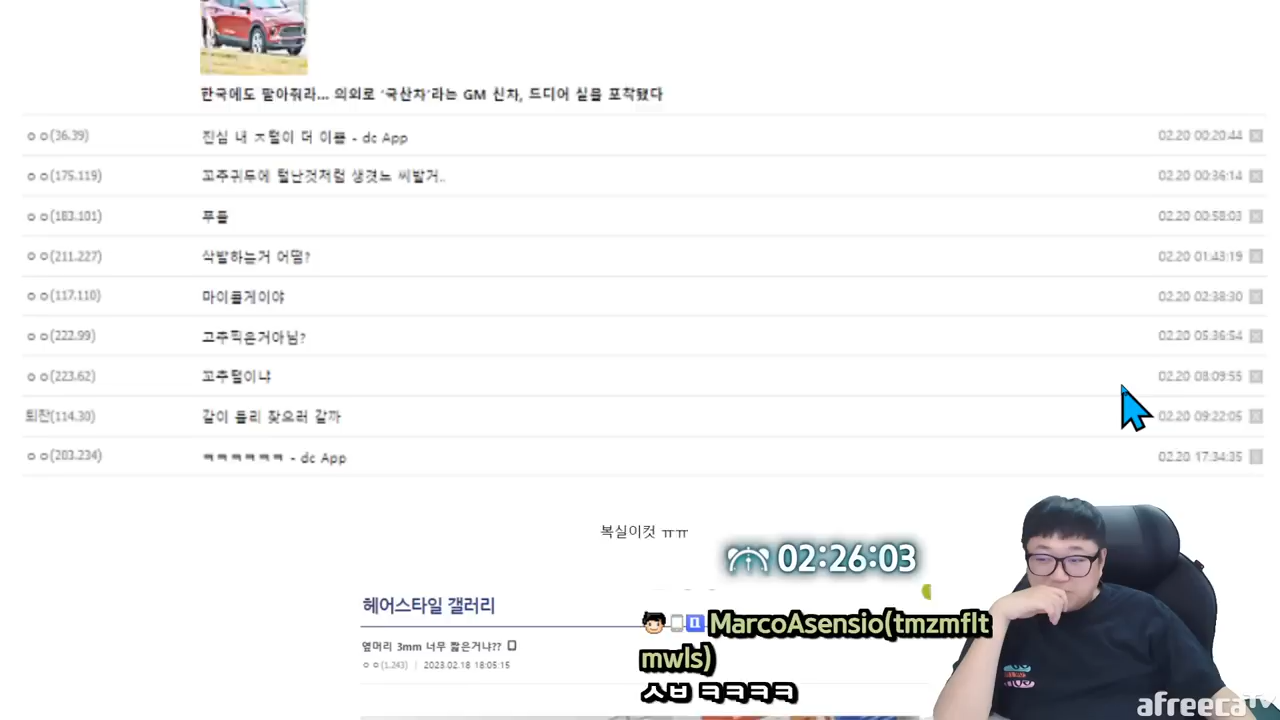 한국에도 팔아줘라... 의외로 '국산차'라는 GM 신차, 드디어 실물 포착됐다
ㅇㅇ(36.39) 진심 내 ㅈ털이 더 이쁨 - dc App 02.20 00:20:44
ㅇㅇ(175.119) 꼬추귀두에 털난것처럼 생겻노 씨발거.. 02.20 00:36:14
ㅇㅇ(183.101) 푸들 02.20 00:58:03
ㅇㅇ(211.227) 삭발하는거 어떰? 02.20 01:43:19
ㅇㅇ(117.110) 마이콜게이야 02.20 02:38:30
ㅇㅇ(222.99) 고추찍은거아님? 02.20 05:36:54
ㅇㅇ(223.62) 꼬추털이냐 02.20 08:09:55
퇴잔(114.30) 같이 둘리 찾으러 갈까 02.20 09:22:05
ㅇㅇ(203.234) ㅋㅋㅋㅋㅋㅋ - dc App 02.20 17:34:35
복실이컷 ㅠㅠ
02:26:03
헤어스타일 갤러리
옆머리 3mm 너무 짧은거냐??
ㅇㅇ(1.243) | 2023.02.18 18:05:15
MarcoAsensio(tmzmflt
mwls)
ㅅㅂ ㅋㅋㅋㅋ
afreecaTV